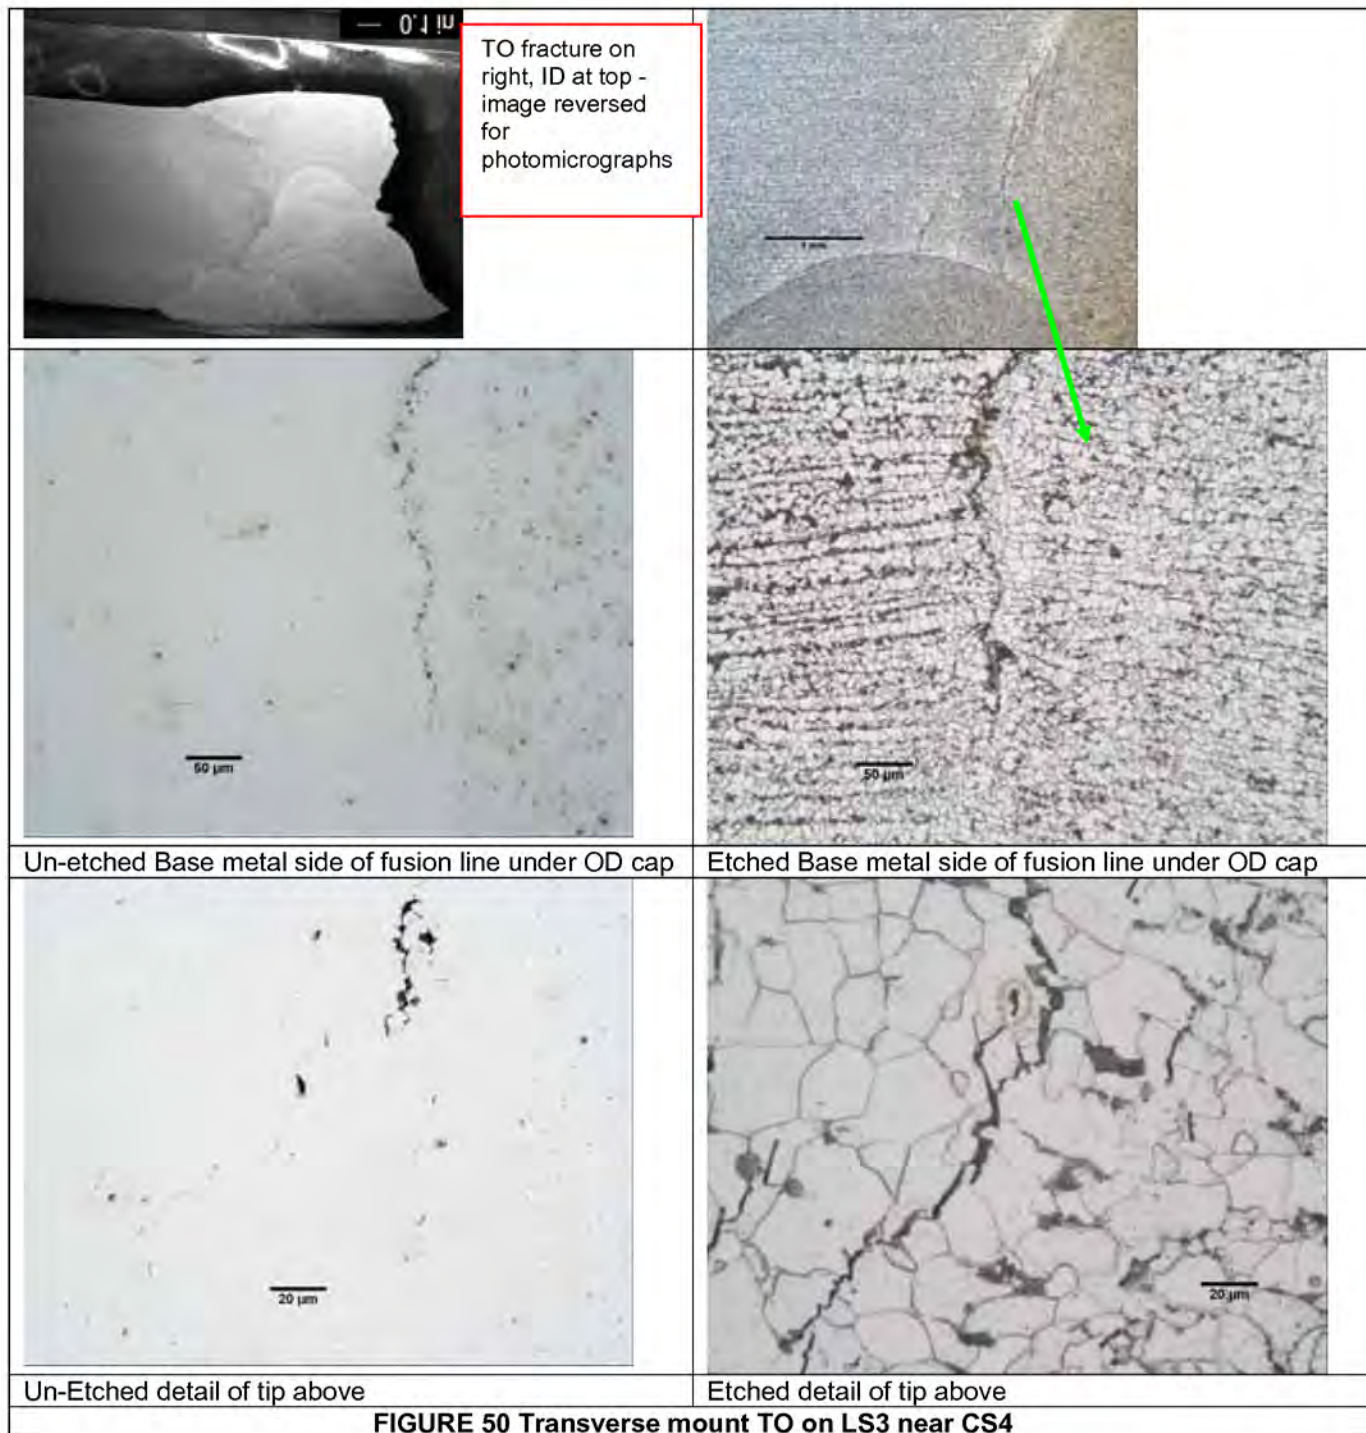 0.1 in
TO fracture on
right, ID at top -
image reversed
for
photomicrographs
1 mm
50 µm
50 µm
Un-etched Base metal side of fusion line under OD cap
Etched Base metal side of fusion line under OD cap
20 µm
20 µm
Un-Etched detail of tip above
Etched detail of tip above
FIGURE 50 Transverse mount TO on LS3 near CS4